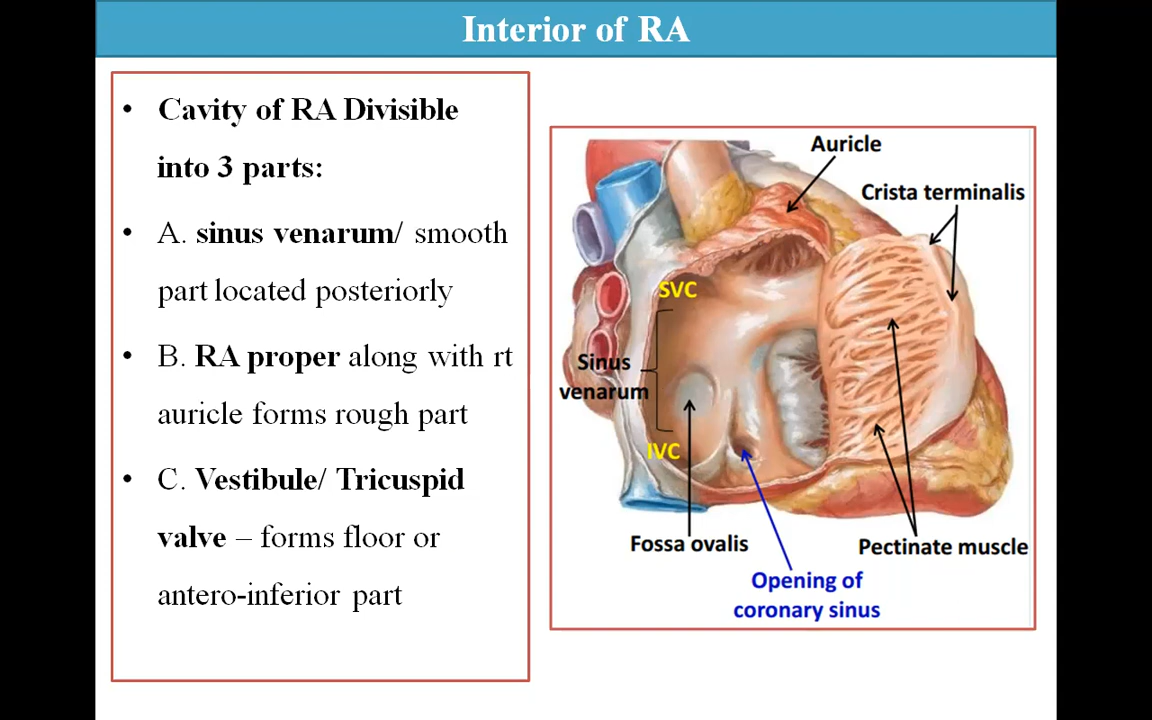 Interior of RA
• Cavity of RA Divisible
into 3 parts:
• A. sinus venarum/ smooth
part located posteriorly
• B. RA proper along with rt
auricle forms rough part
• C. Vestibule/ Tricuspid
valve – forms floor or
antero-inferior part
Auricle
Crista terminalis
SVC
Sinus
venarum
IVC
Fossa ovalis
Pectinate muscle
Opening of
coronary sinus